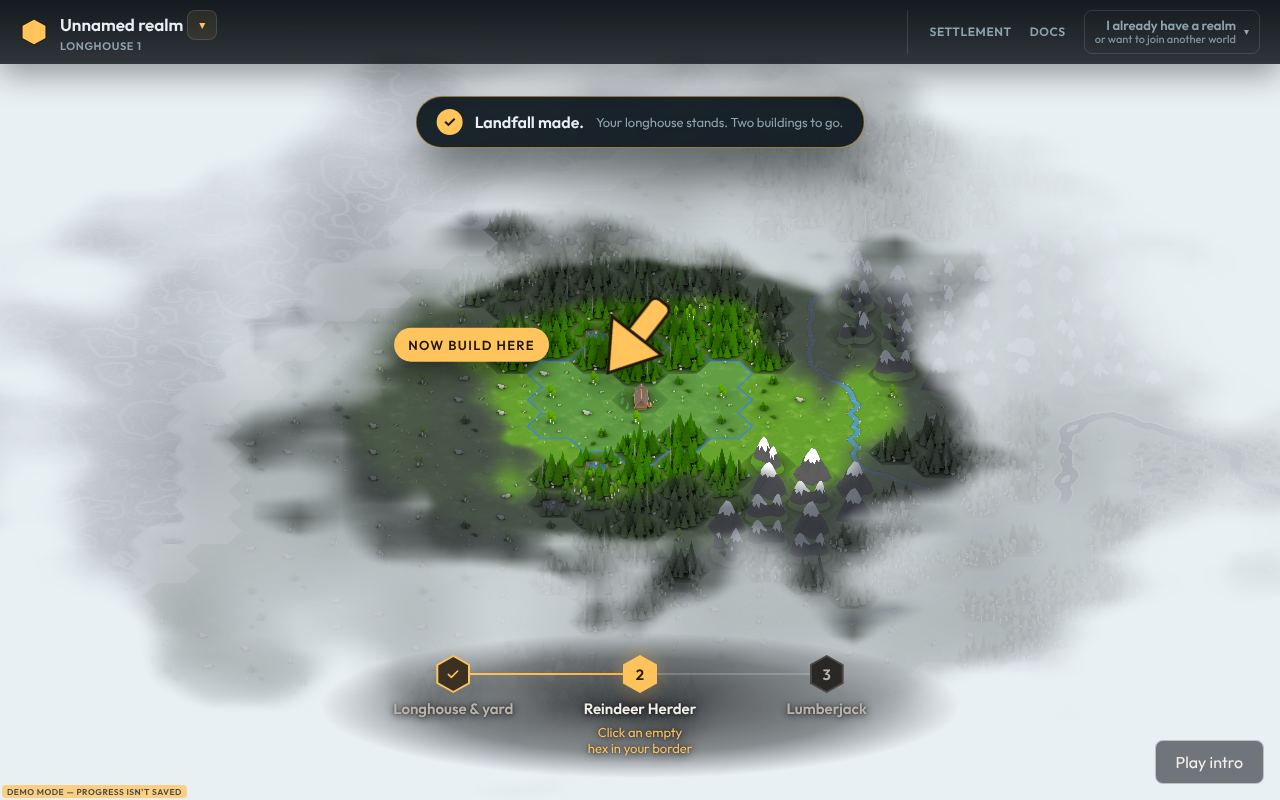 Unnamed realm ▾
LONGHOUSE 1
SETTLEMENT
DOCS
I already have a realm
or want to join another world ▾
Landfall made. Your longhouse stands. Two buildings to go.
NOW BUILD HERE
2
3
Longhouse & yard
Reindeer Herder
Lumberjack
Click an empty
hex in your border
Play intro
DEMO MODE — PROGRESS ISN'T SAVED